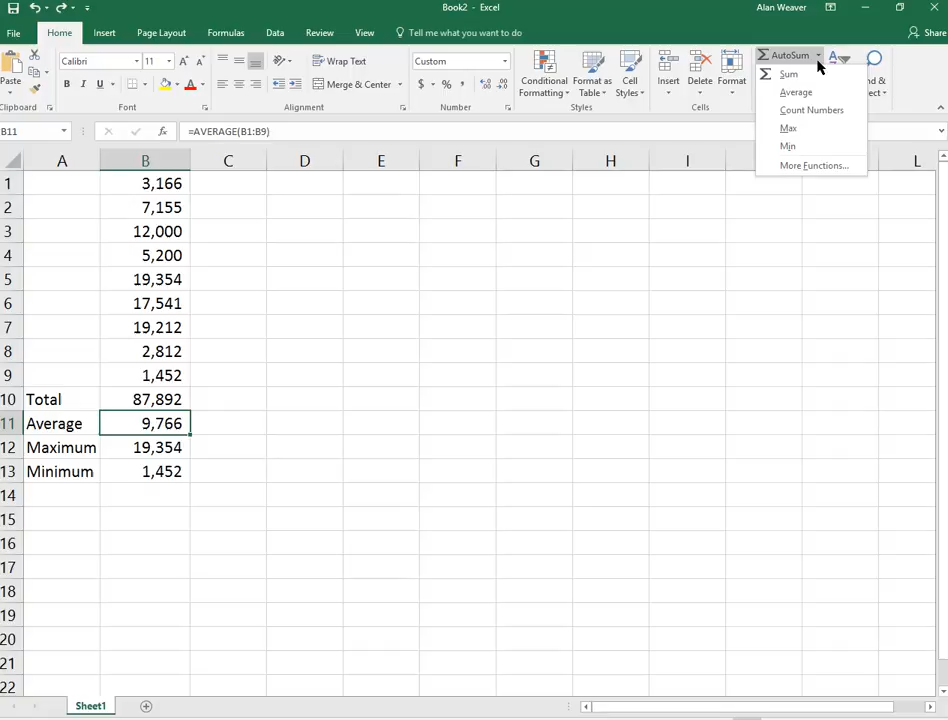 Book2 - Excel
Alan Weaver
File Home Insert Page Layout Formulas Data Review View Tell me what you want to do Share
Paste
Calibri 11
B I U
Wrap Text
Merge & Center
Custom
$ % ,
Conditional Formatting
Format as Table
Cell Styles
Insert Delete Format
AutoSum
Clipboard Font Alignment Number Styles Cells
Sum
Average
Count Numbers
Max
Min
More Functions...
B11 fx =AVERAGE(B1:B9)
A B C D E F G H I L
1 3,166
2 7,155
3 12,000
4 5,200
5 19,354
6 17,541
7 19,212
8 2,812
9 1,452
10 Total 87,892
11 Average 9,766
12 Maximum 19,354
13 Minimum 1,452
14
15
16
17
18
19
20
21
22
Sheet1